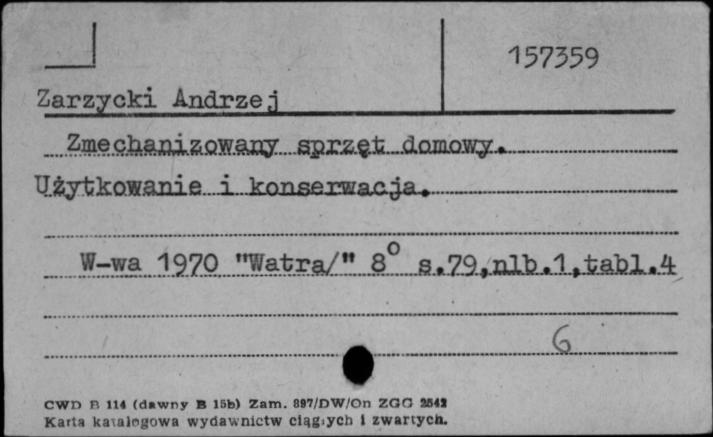 157359
Zarzycki Andrzej
Zmechanizowany sprzęt domowy.
Użytkowanie i konserwacja.
W-wa 1970 "Watra/" 8° s.79,nlb.1,tabl.4
6
CWD B 114 (dawny B 15b) Zam. 897/DW/On ZGG 2542
Karta katalogowa wydawnictw ciągłych i zwartych.